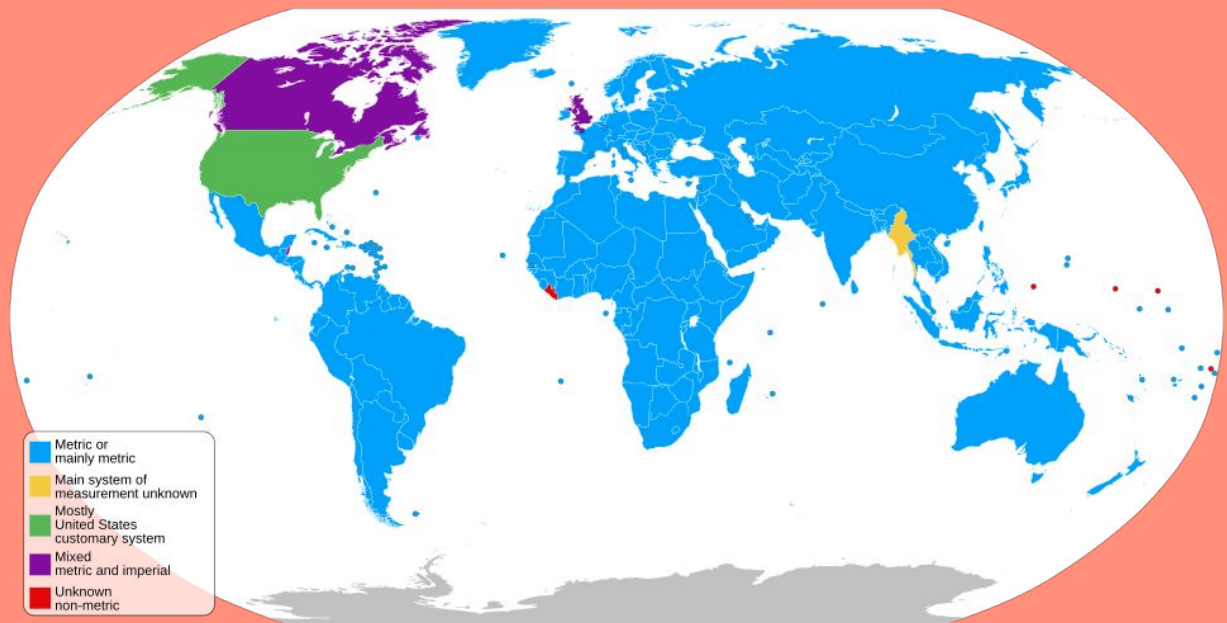 Metric or
mainly metric
Main system of
measurement unknown
Mostly
United States
customary system
Mixed
metric and imperial
Unknown
non-metric